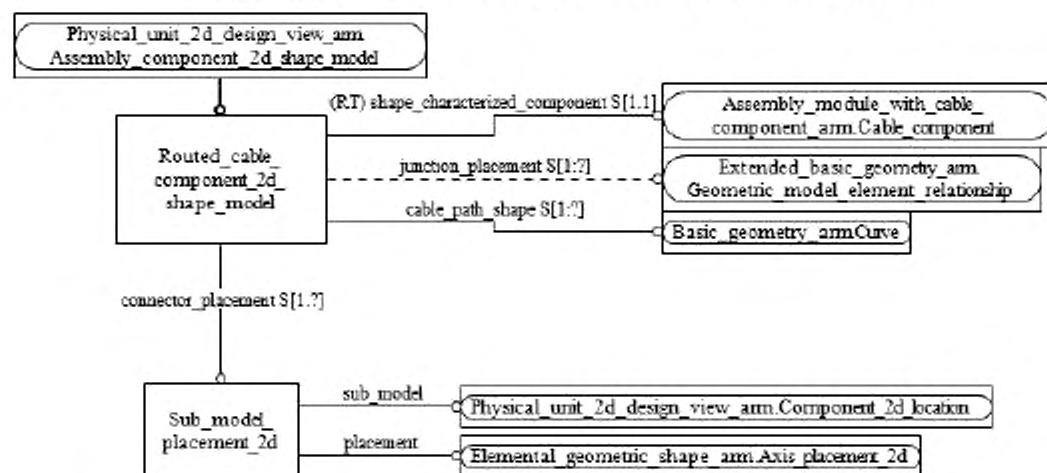 Physical_unit_2d_design_view_arm.
Assembly_component_2d_shape_model
(RT) shape_characterized_component S[1.1]
Assembly_module_with_cable_
component_arm.Cable_component
Routed_cable_
component_2d_
shape_model
junction_placement S[1:?]
Extended_basic_geometry_arm.
Geometric_model_element_relationship
cable_path_shape S[1:?]
Basic_geometry_arm.Curve
connector_placement S[1.?]
Sub_model_
placement_2d
sub_model
Physical_unit_2d_design_view_arm.Component_2d_location
placement
Elemental_geometric_shape_arm.Axis_placement_2d